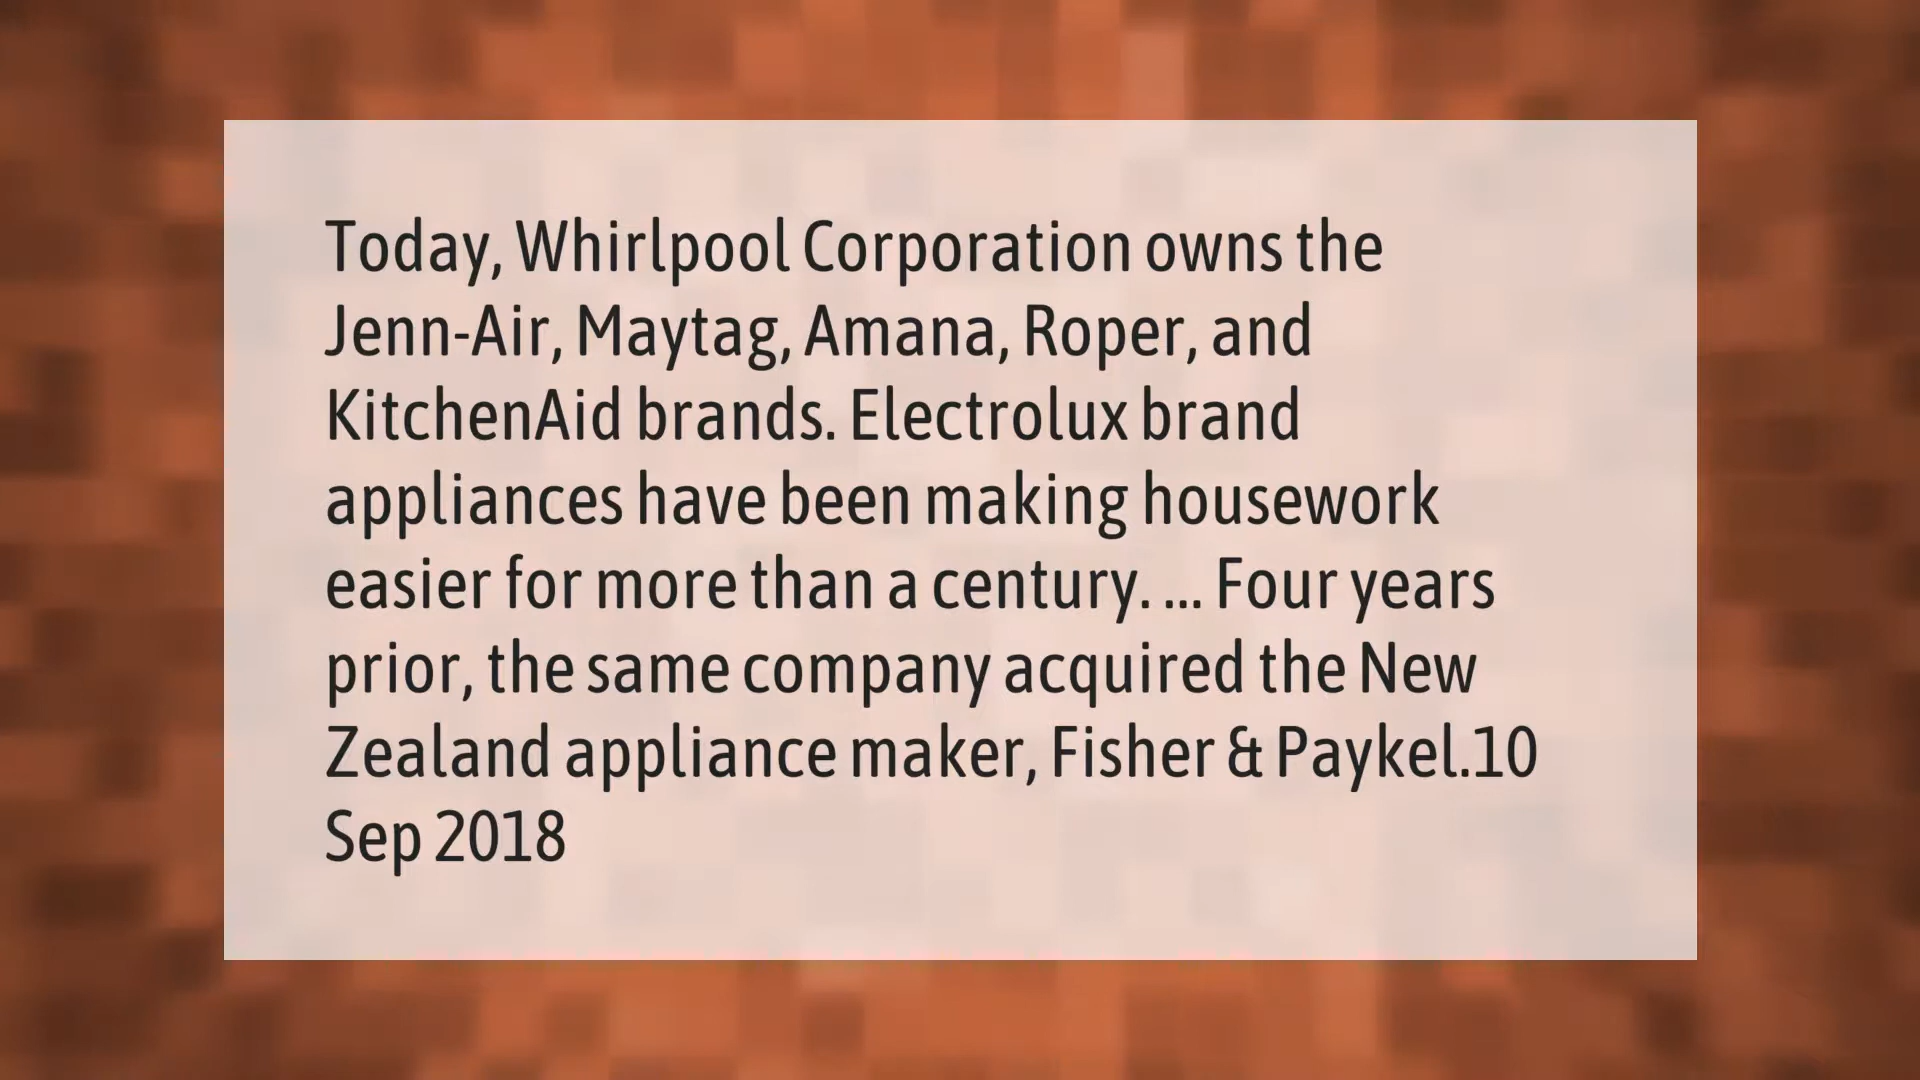 Today, Whirlpool Corporation owns the
Jenn-Air, Maytag, Amana, Roper, and
KitchenAid brands. Electrolux brand
appliances have been making housework
easier for more than a century. ... Four years
prior, the same company acquired the New
Zealand appliance maker, Fisher & Paykel.10
Sep 2018